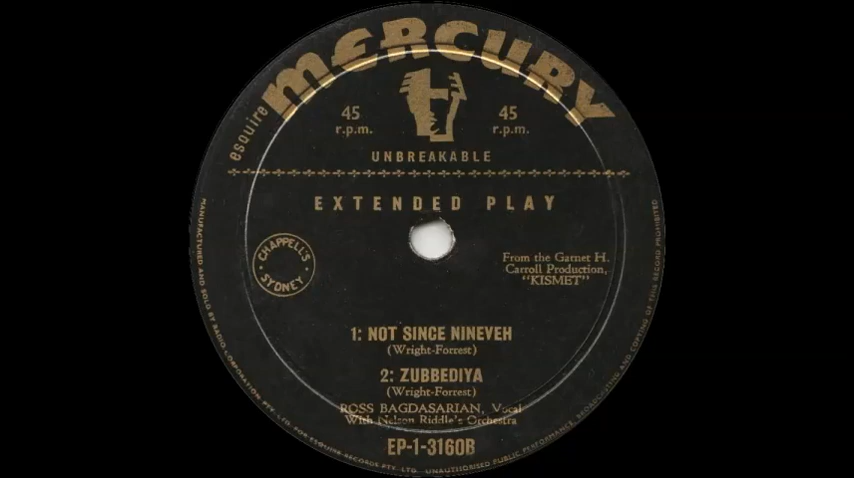 esquire MERCURY
45 r.p.m.
45 r.p.m.
UNBREAKABLE
EXTENDED PLAY
CHAPPELL'S
SYDNEY
From the Garnet H.
Carroll Production,
"KISMET"
1: NOT SINCE NINEVEH
(Wright-Forrest)
2: ZUBBEDIYA
(Wright-Forrest)
ROSS BAGDASARIAN, Vocal
With Nelson Riddle's Orchestra
EP-1-3160B
MANUFACTURED AND SOLD BY RADIO CORPORATION PTY. LTD. FOR ESQUIRE RECORDS PTY. LTD. UNAUTHORISED PUBLIC PERFORMANCE, BROADCASTING AND COPYING OF THIS RECORD PROHIBITED